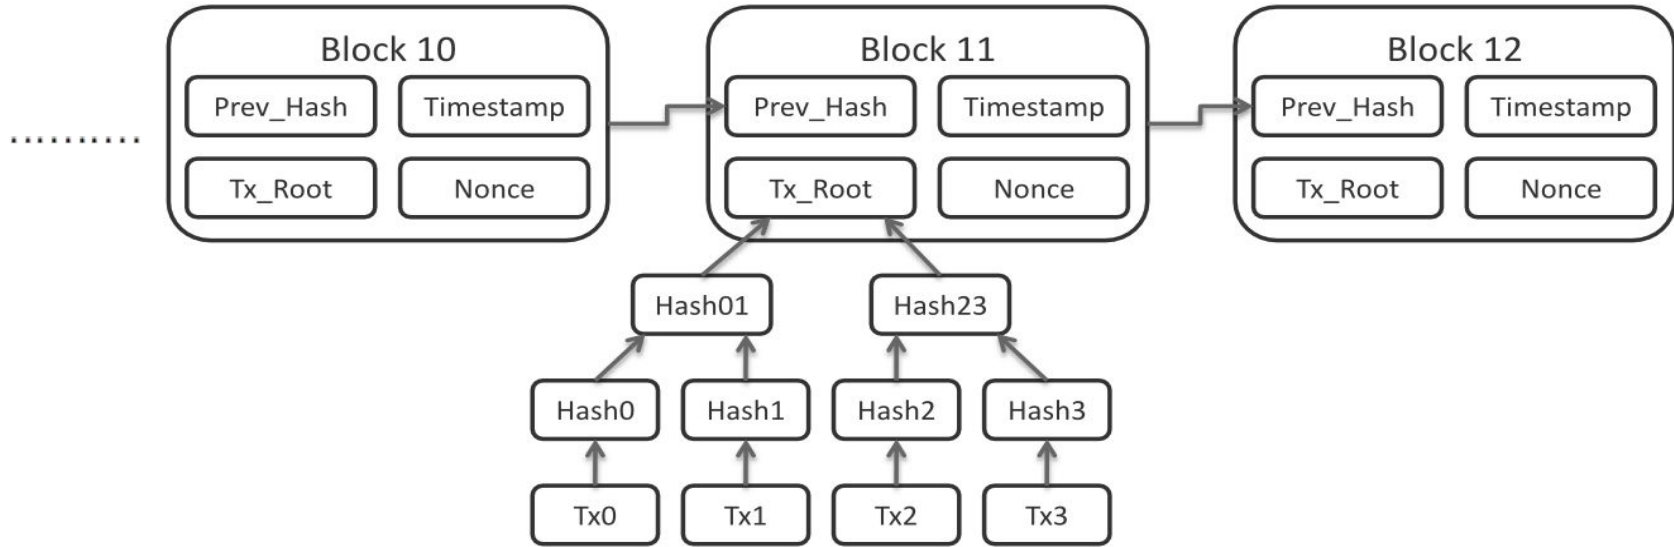 Block 10
Block 11
Block 12
Prev_Hash
Timestamp
Prev_Hash
Timestamp
Prev_Hash
Timestamp
..........
Tx_Root
Nonce
Tx_Root
Nonce
Tx_Root
Nonce
Hash01
Hash23
Hash0
Hash1
Hash2
Hash3
Tx0
Tx1
Tx2
Tx3